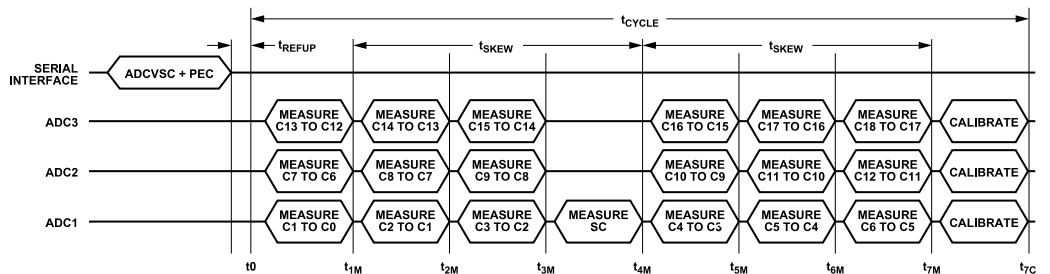 tCYCLE
tREFUP
tSKEW
tSKEW
SERIAL
INTERFACE
ADCVSC + PEC
ADC3
MEASURE
C13 TO C12
MEASURE
C14 TO C13
MEASURE
C15 TO C14
MEASURE
C16 TO C15
MEASURE
C17 TO C16
MEASURE
C18 TO C17
CALIBRATE
ADC2
MEASURE
C7 TO C6
MEASURE
C8 TO C7
MEASURE
C9 TO C8
MEASURE
C10 TO C9
MEASURE
C11 TO C10
MEASURE
C12 TO C11
CALIBRATE
ADC1
MEASURE
C1 TO C0
MEASURE
C2 TO C1
MEASURE
C3 TO C2
MEASURE
SC
MEASURE
C4 TO C3
MEASURE
C5 TO C4
MEASURE
C6 TO C5
CALIBRATE
t0
t1M
t2M
t3M
t4M
t5M
t6M
t7M
t7C